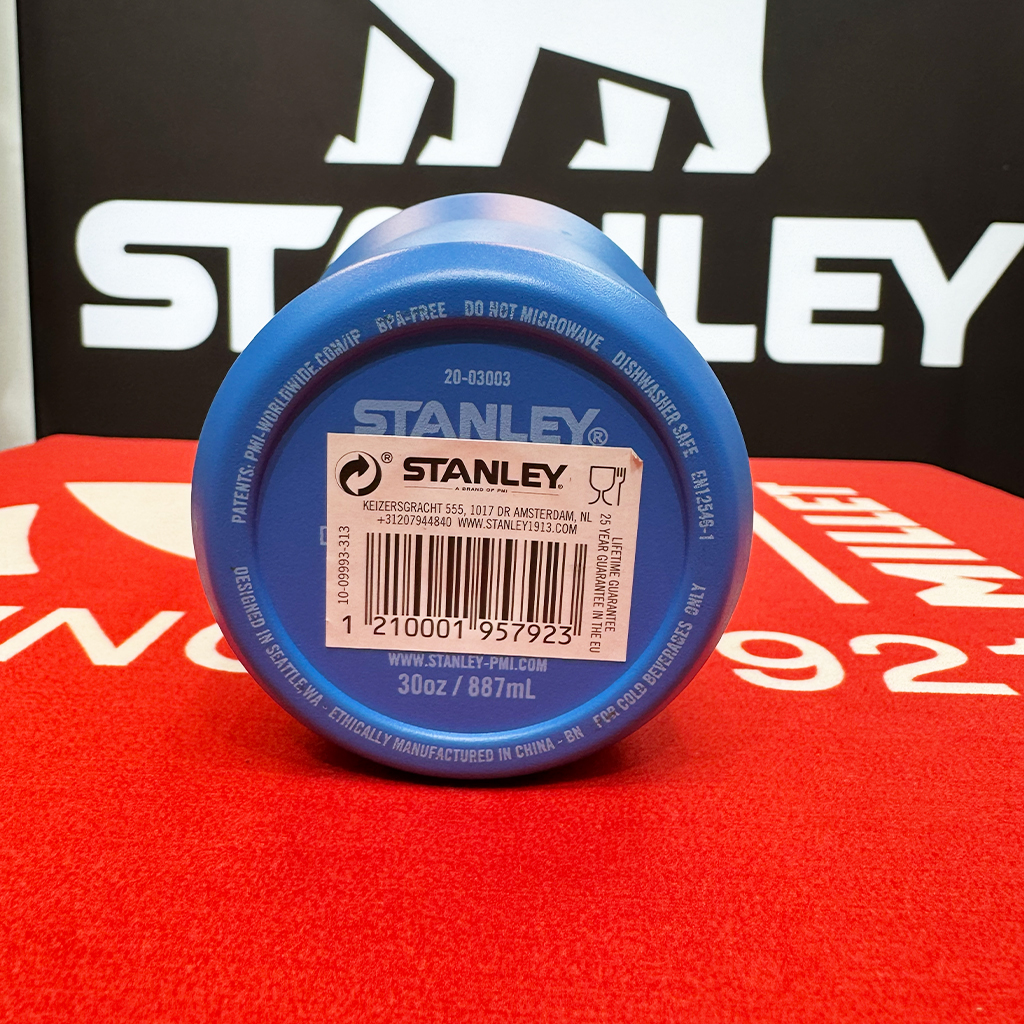 STANLEY
PATENTS: PMI-WORLDWIDE.COM/IP BPA-FREE DO NOT MICROWAVE DISHWASHER SAFE EN12546-1
20-03003
STANLEY®
® STANLEY®
A BRAND OF PMI
KEIZERSGRACHT 555, 1017 DR AMSTERDAM, NL
+31207944840 WWW.STANLEY1913.COM
10-09993-313
LIFETIME GUARANTEE
25 YEAR GUARANTEE IN THE EU
1 210001 957923
WWW.STANLEY-PMI.COM
30oz / 887mL
DESIGNED IN SEATTLE, WA - ETHICALLY MANUFACTURED IN CHINA - BN FOR COLD BEVERAGES ONLY